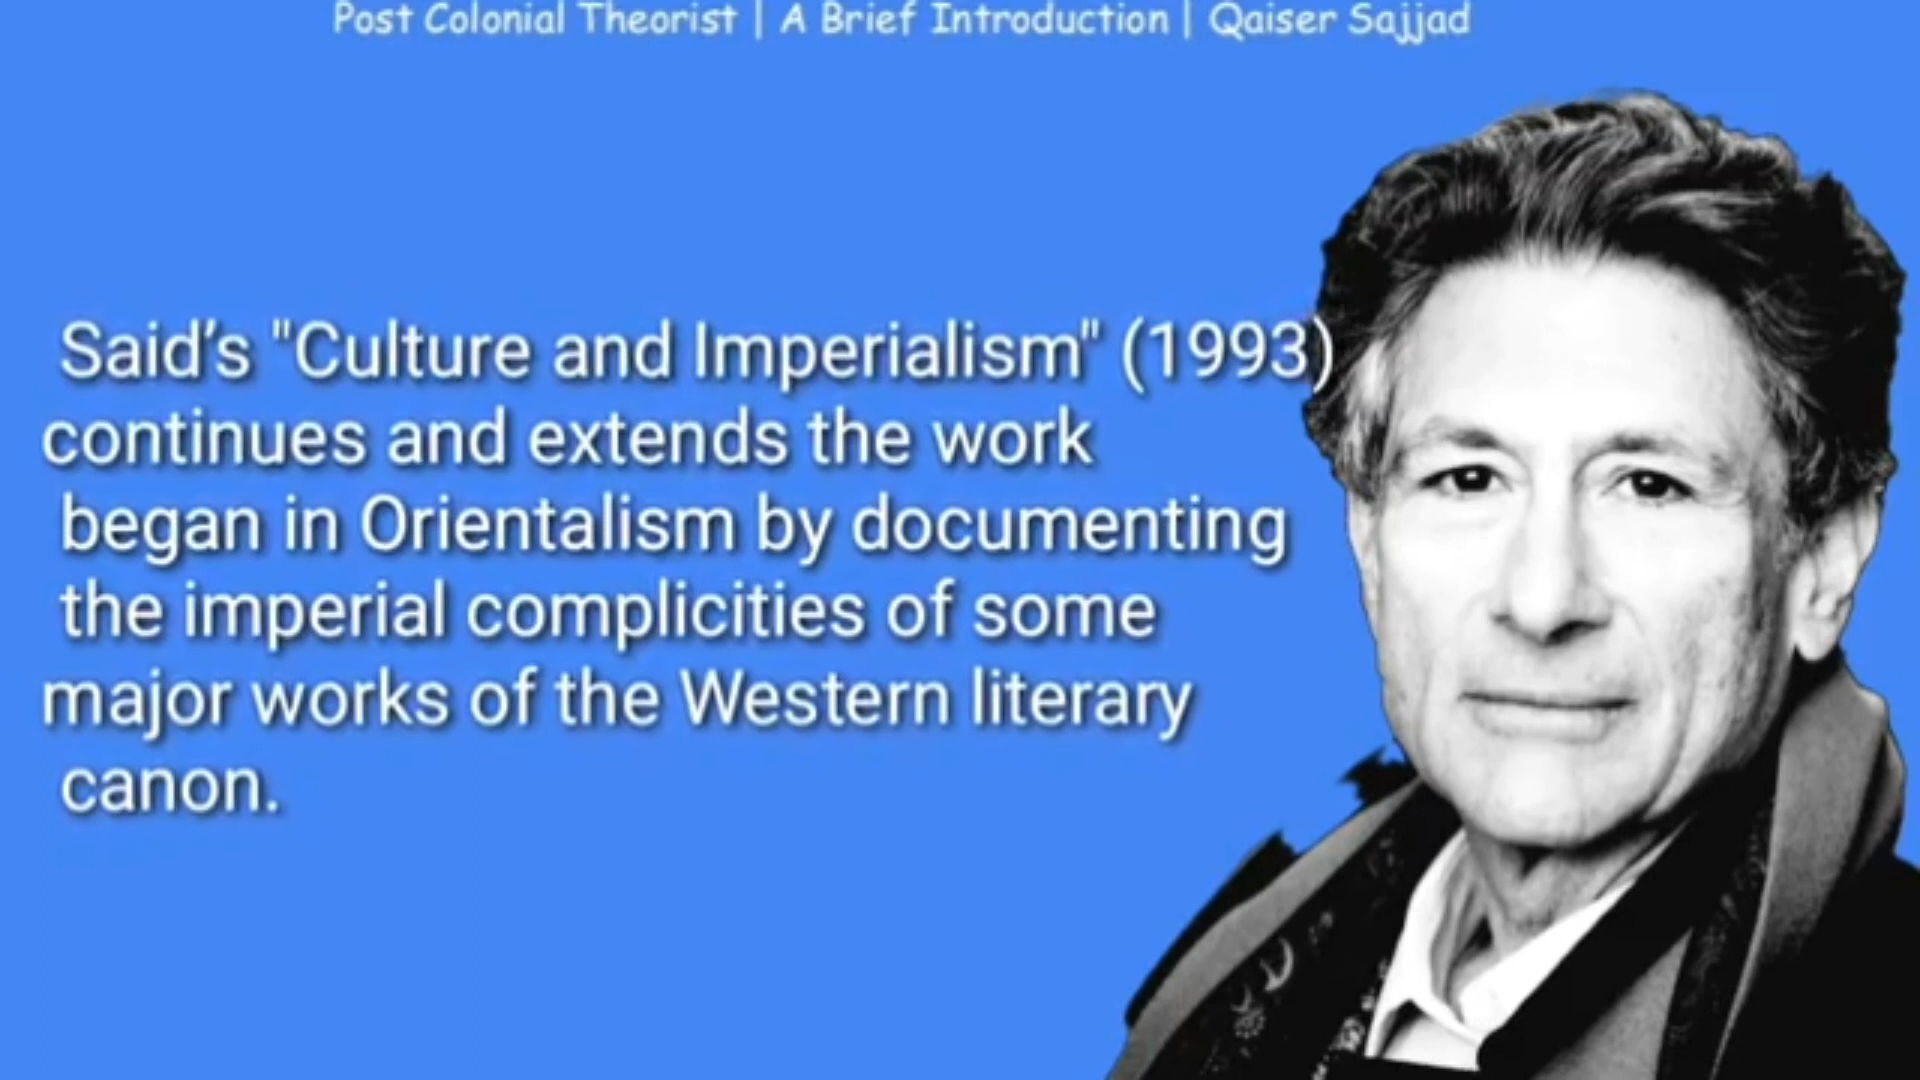 Post Colonial Theorist | A Brief Introduction | Qaiser Sajjad
Said’s "Culture and Imperialism" (1993)
continues and extends the work
began in Orientalism by documenting
the imperial complicities of some
major works of the Western literary
canon.